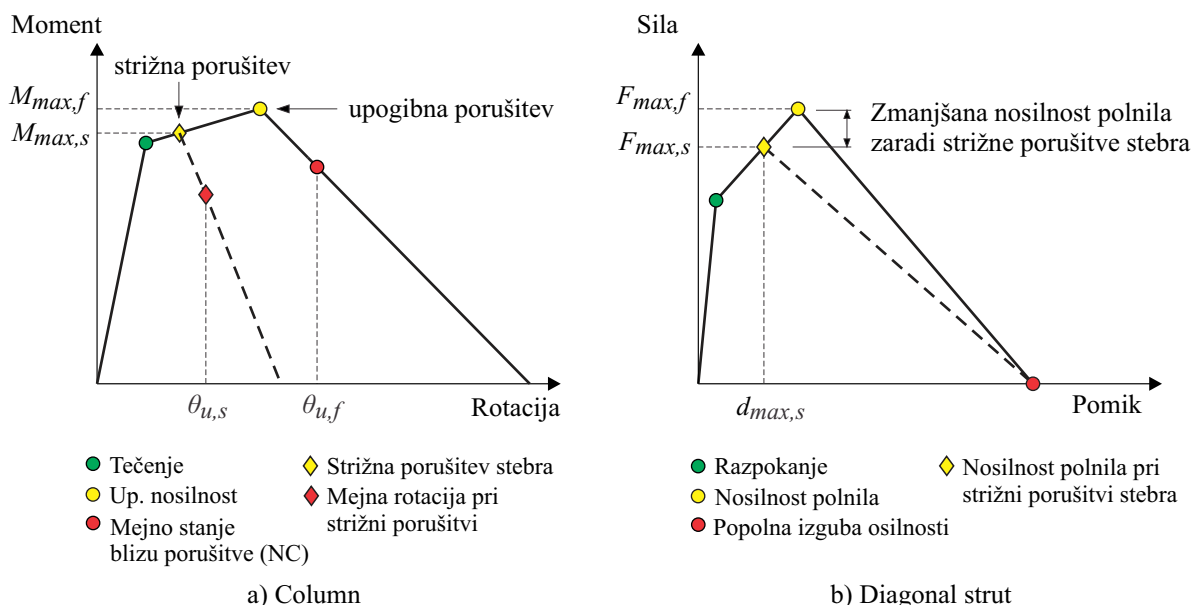 Moment
strižna porušitev
M_max,f
upogibna porušitev
M_max,s
θ_u,s
θ_u,f
Rotacija
Tečenje
Up. nosilnost
Mejno stanje
blizu porušitve (NC)
Strižna porušitev stebra
Mejna rotacija pri
strižni porušitvi
a) Column
Sila
F_max,f
Zmanjšana nosilnost polnila
zaradi strižne porušitve stebra
F_max,s
d_max,s
Pomik
Razpokanje
Nosilnost polnila
Popolna izguba osilnosti
Nosilnost polnila pri
strižni porušitvi stebra
b) Diagonal strut